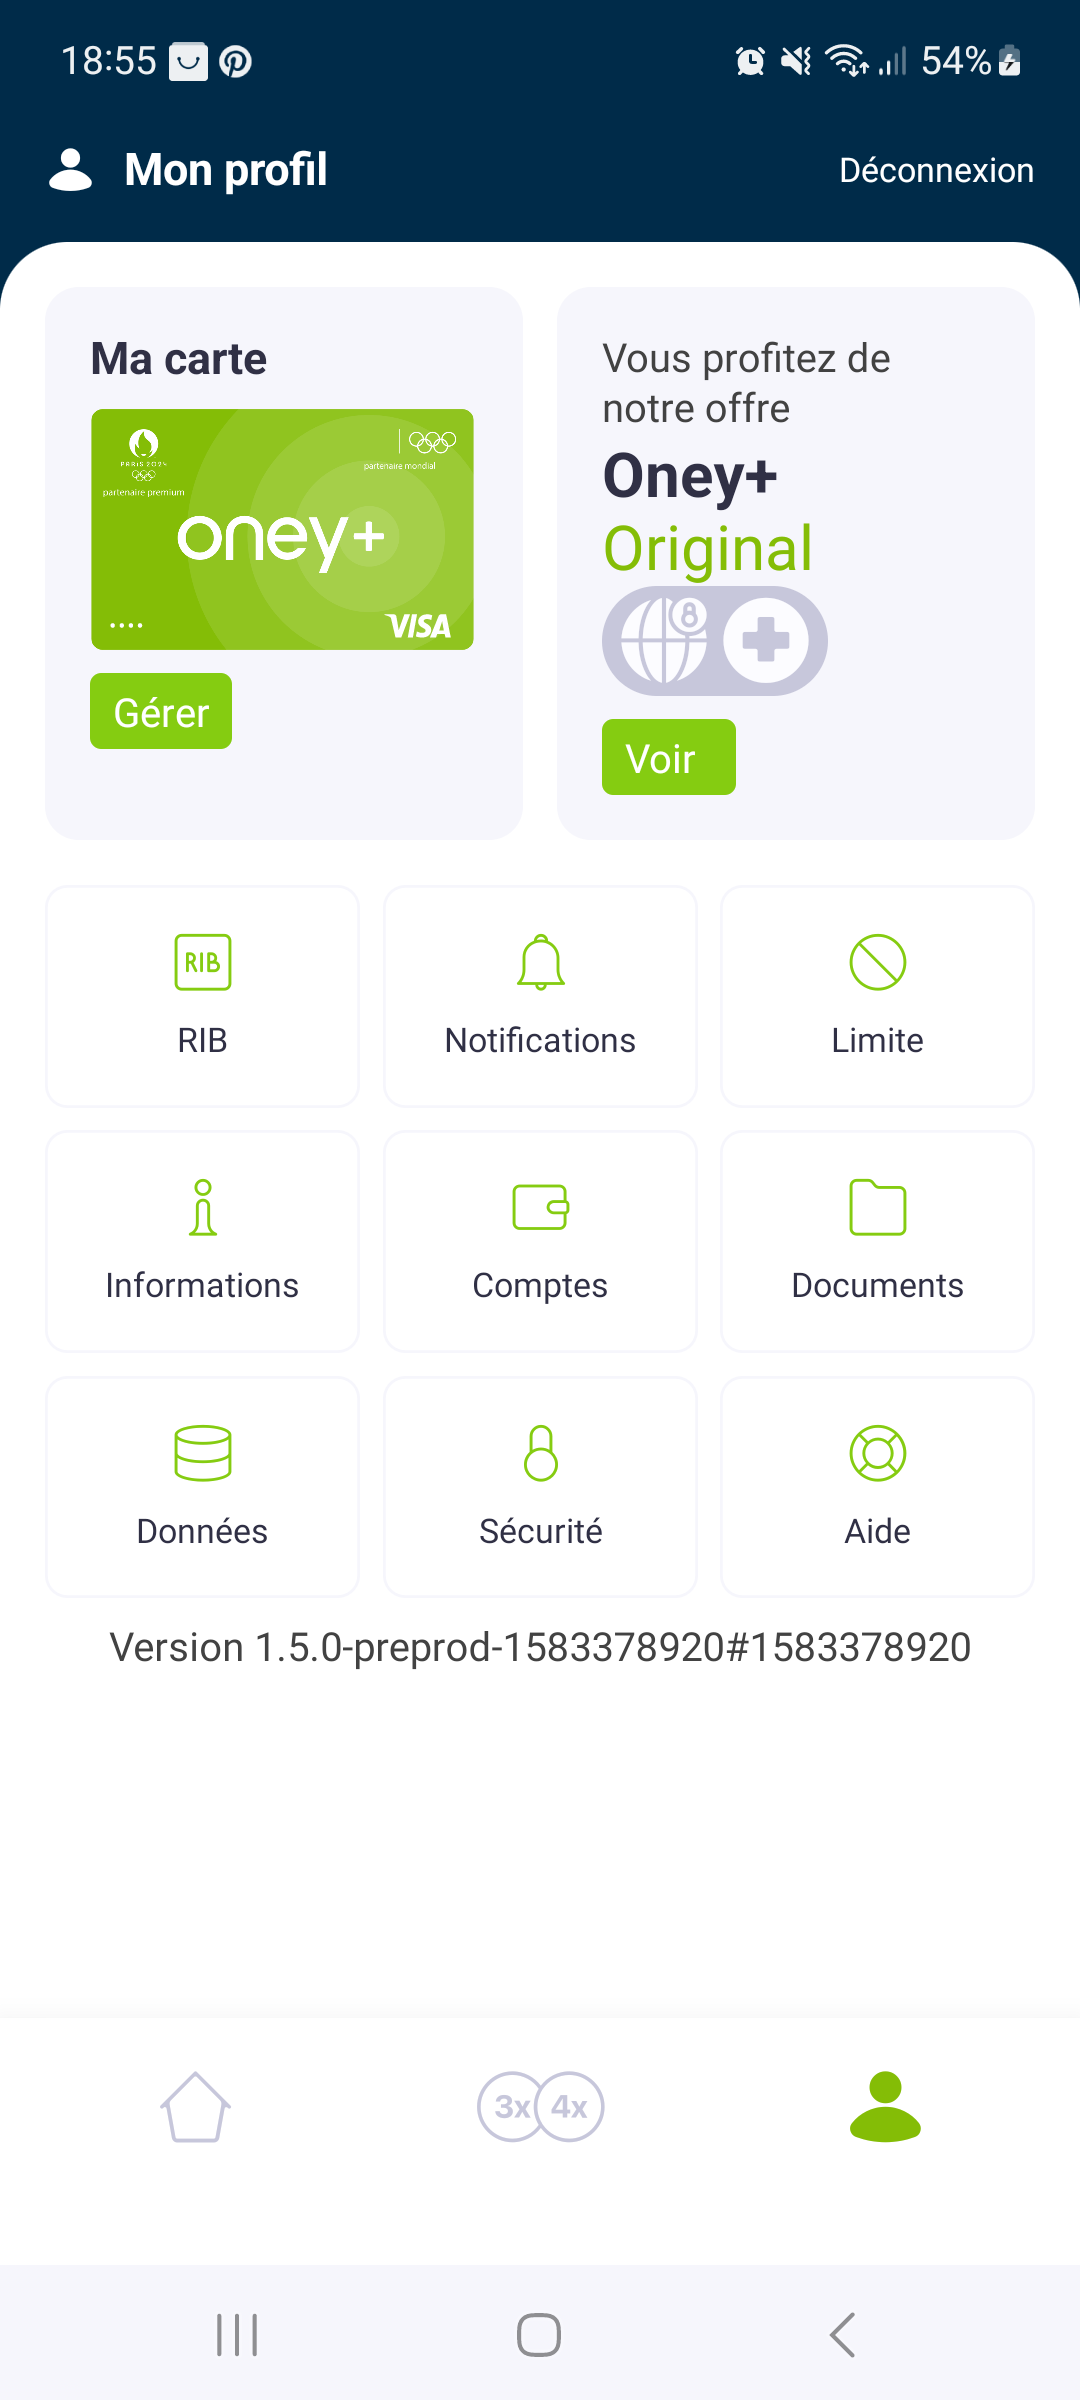 18:55
54%
Mon profil
Déconnexion
Ma carte
PARIS 2024
partenaire premium
partenaire mondial
oney+
VISA
Gérer
Vous profitez de
notre offre
Oney+
Original
Voir
RIB
RIB
Notifications
Limite
Informations
Comptes
Documents
Données
Sécurité
Aide
Version 1.5.0-preprod-1583378920#1583378920
3x 4x